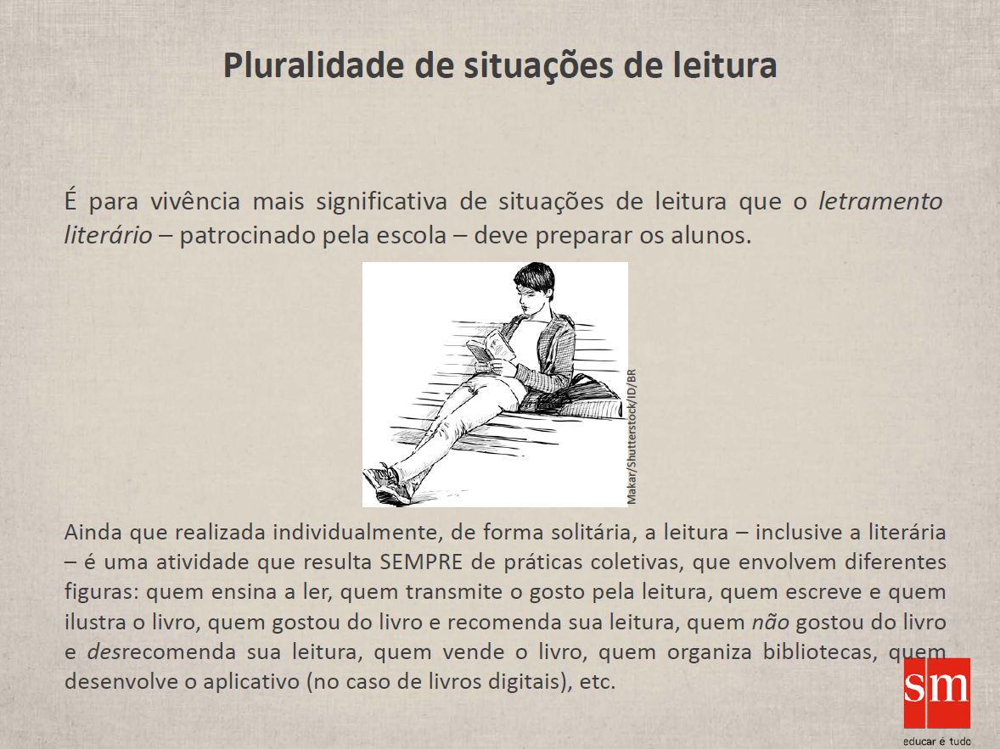 Pluralidade de situações de leitura
É para vivência mais significativa de situações de leitura que o letramento
literário – patrocinado pela escola – deve preparar os alunos.
Makar/Shutterstock/ID/BR
Ainda que realizada individualmente, de forma solitária, a leitura – inclusive a literária
– é uma atividade que resulta SEMPRE de práticas coletivas, que envolvem diferentes
figuras: quem ensina a ler, quem transmite o gosto pela leitura, quem escreve e quem
ilustra o livro, quem gostou do livro e recomenda sua leitura, quem não gostou do livro
e desrecomenda sua leitura, quem vende o livro, quem organiza bibliotecas, quem
desenvolve o aplicativo (no caso de livros digitais), etc.
sm
educar é tudo